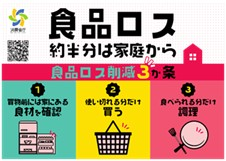 消費者庁
食品ロス
約半分は家庭から
食品ロス削減3か条
1
買物前には家にある
食材を確認
2
使い切れる分だけ
買う
3
食べられる分だけ
調理